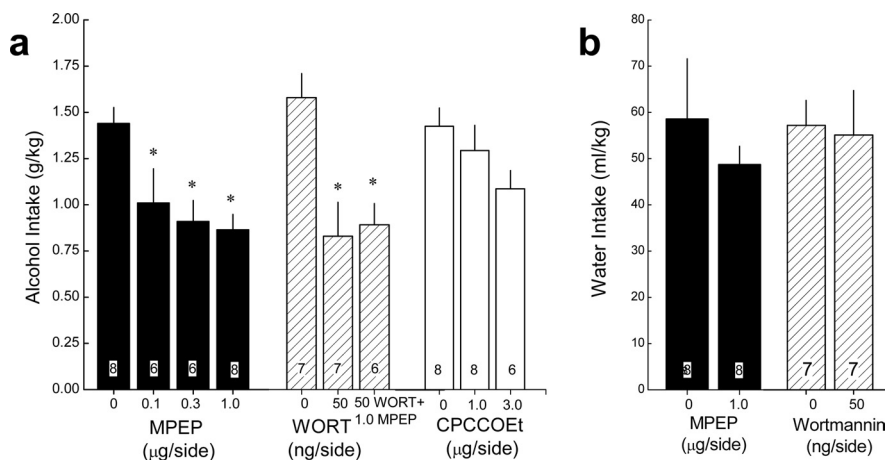 a
Alcohol Intake (g/kg)
2.00
1.75
1.50
1.25
1.00
0.75
0.50
0.25
0.00
* * * * *
8 6 6 8 7 7 6 8 8 6
0 0.1 0.3 1.0 0 50 50 WORT+ 1.0 MPEP 0 1.0 3.0
MPEP
(μg/side)
WORT
(ng/side)
CPCCOEt
(μg/side)
b
Water Intake (ml/kg)
80
70
60
50
40
30
20
10
0
8 8 7 7
0 1.0 0 50
MPEP
(μg/side)
Wortmannin
(ng/side)